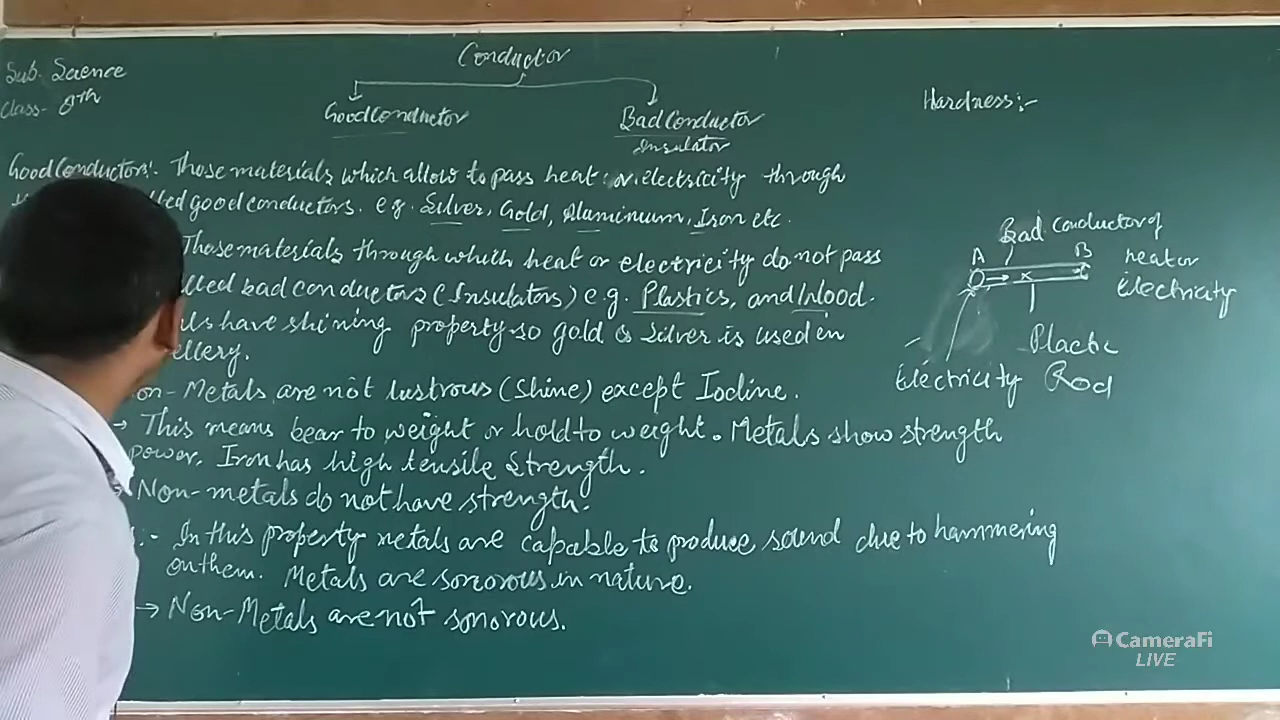 Sub. Science
Class- 8th
Conductor
Good Conductor
Bad Conductor
Insulator
Good Conductors:- Those materials which allow to pass heat or electricity through
led good conductors. e.g. Silver, Gold, Aluminium, Iron etc.
Those materials through which heat or electricity do not pass
lled bad conductors (Insulators) e.g. Plastics, and Wood.
ls have shining property so gold & Silver is used in
ellery.
on-Metals are not lustrous (Shine) except Iodine.
→ This means bear to weight or hold to weight. Metals show strength
power. Iron has high tensile strength.
Non-metals do not have strength.
:- In this property metals are capable to produce sound due to hammering
on them. Metals are sonorous in nature.
→ Non-Metals are not sonorous.
Hardness:-
Bad conductor of
heat or
Electricity
A B
Electricity
Plastic
Rod
CameraFi
LIVE